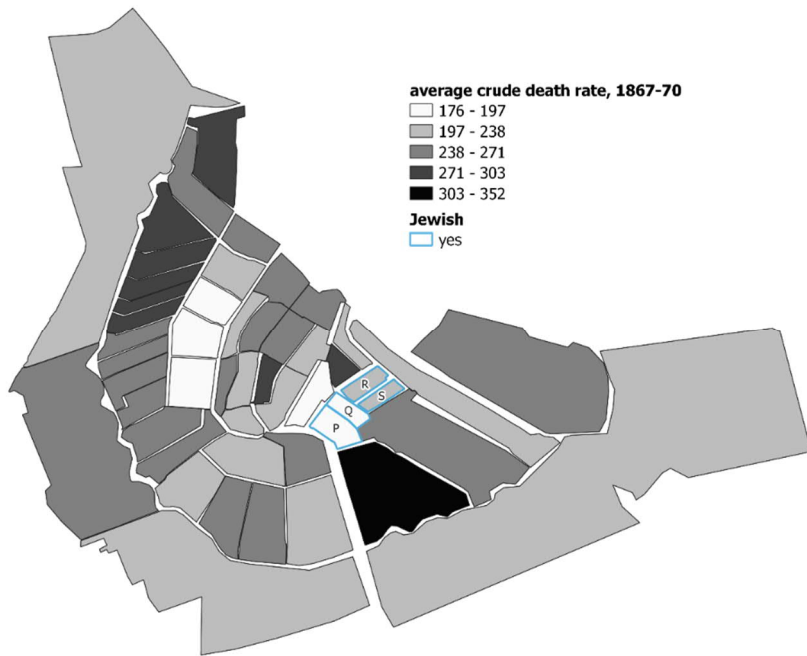 average crude death rate, 1867-70
176 - 197
197 - 238
238 - 271
271 - 303
303 - 352
Jewish
yes
R
S
Q
P